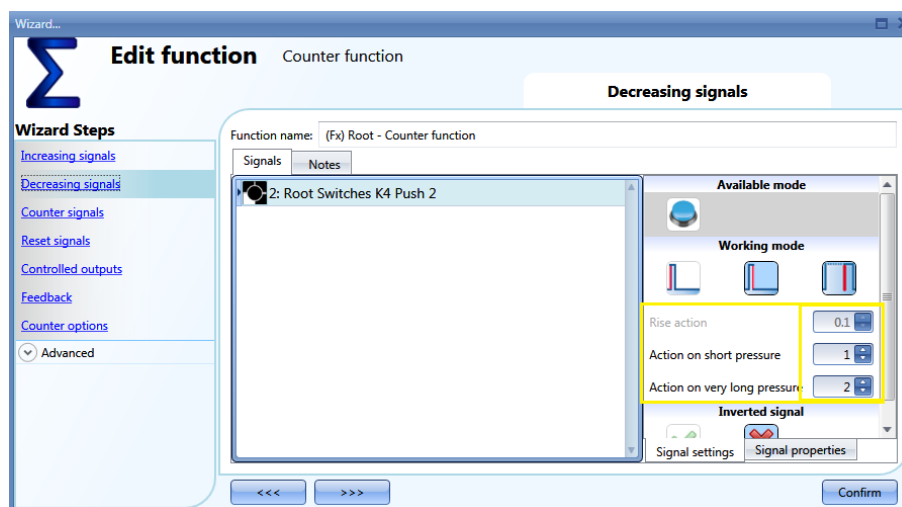 Wizard...
Edit function Counter function
Decreasing signals
Wizard Steps
Increasing signals
Decreasing signals
Counter signals
Reset signals
Controlled outputs
Feedback
Counter options
Advanced
Function name: (Fx) Root - Counter function
Signals Notes
2: Root Switches K4 Push 2
Available mode
Working mode
Rise action 0.1
Action on short pressure 1
Action on very long pressure 2
Inverted signal
Signal settings Signal properties
<<< >>> Confirm